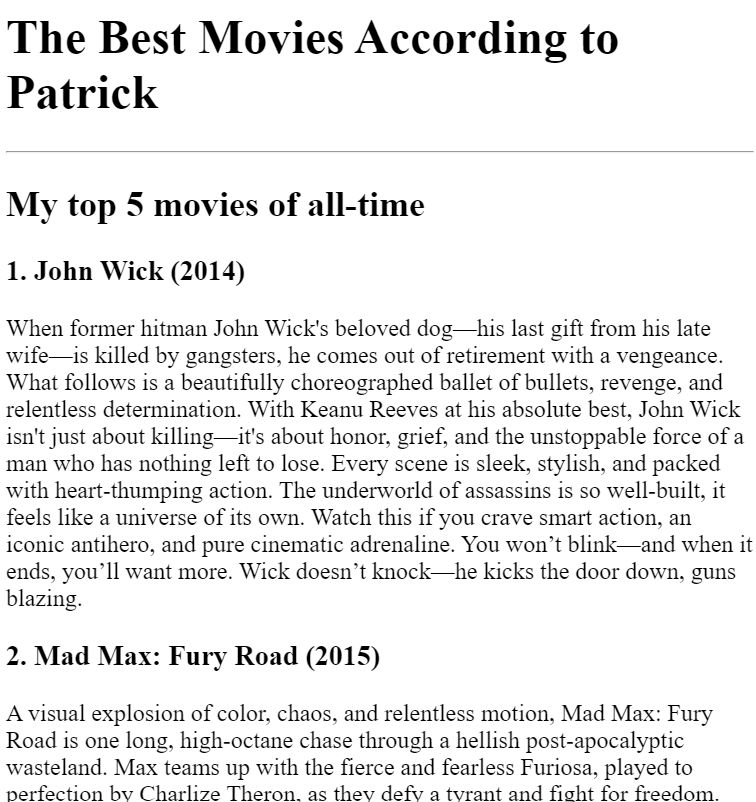 The Best Movies According to
Patrick
My top 5 movies of all-time
1. John Wick (2014)
When former hitman John Wick's beloved dog—his last gift from his late
wife—is killed by gangsters, he comes out of retirement with a vengeance.
What follows is a beautifully choreographed ballet of bullets, revenge, and
relentless determination. With Keanu Reeves at his absolute best, John Wick
isn't just about killing—it's about honor, grief, and the unstoppable force of a
man who has nothing left to lose. Every scene is sleek, stylish, and packed
with heart-thumping action. The underworld of assassins is so well-built, it
feels like a universe of its own. Watch this if you crave smart action, an
iconic antihero, and pure cinematic adrenaline. You won’t blink—and when it
ends, you’ll want more. Wick doesn’t knock—he kicks the door down, guns
blazing.
2. Mad Max: Fury Road (2015)
A visual explosion of color, chaos, and relentless motion, Mad Max: Fury
Road is one long, high-octane chase through a hellish post-apocalyptic
wasteland. Max teams up with the fierce and fearless Furiosa, played to
perfection by Charlize Theron, as they defy a tyrant and fight for freedom.